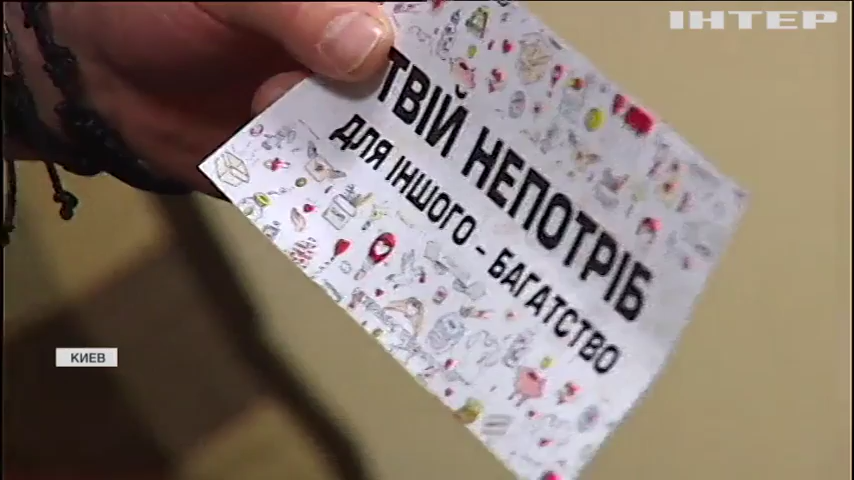 ІНТЕР
ТВІЙ НЕПОТРІБ
ДЛЯ ІНШОГО - БАГАТСТВО
КИЕВ